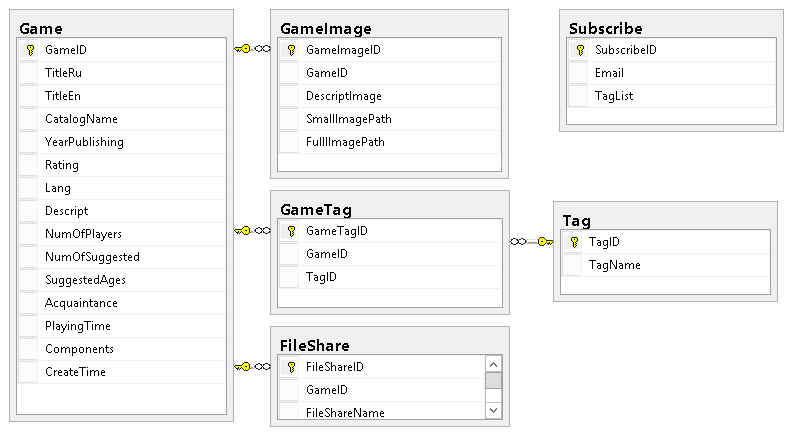 Game
GameID
TitleRu
TitleEn
CatalogName
YearPublishing
Rating
Lang
Descript
NumOfPlayers
NumOfSuggested
SuggestedAges
Acquaintance
PlayingTime
Components
CreateTime
GameImage
GameImageID
GameID
DescriptImage
SmallImagePath
FullImagePath
GameTag
GameTagID
GameID
TagID
FileShare
FileShareID
GameID
FileShareName
Subscribe
SubscribeID
Email
TagList
Tag
TagID
TagName